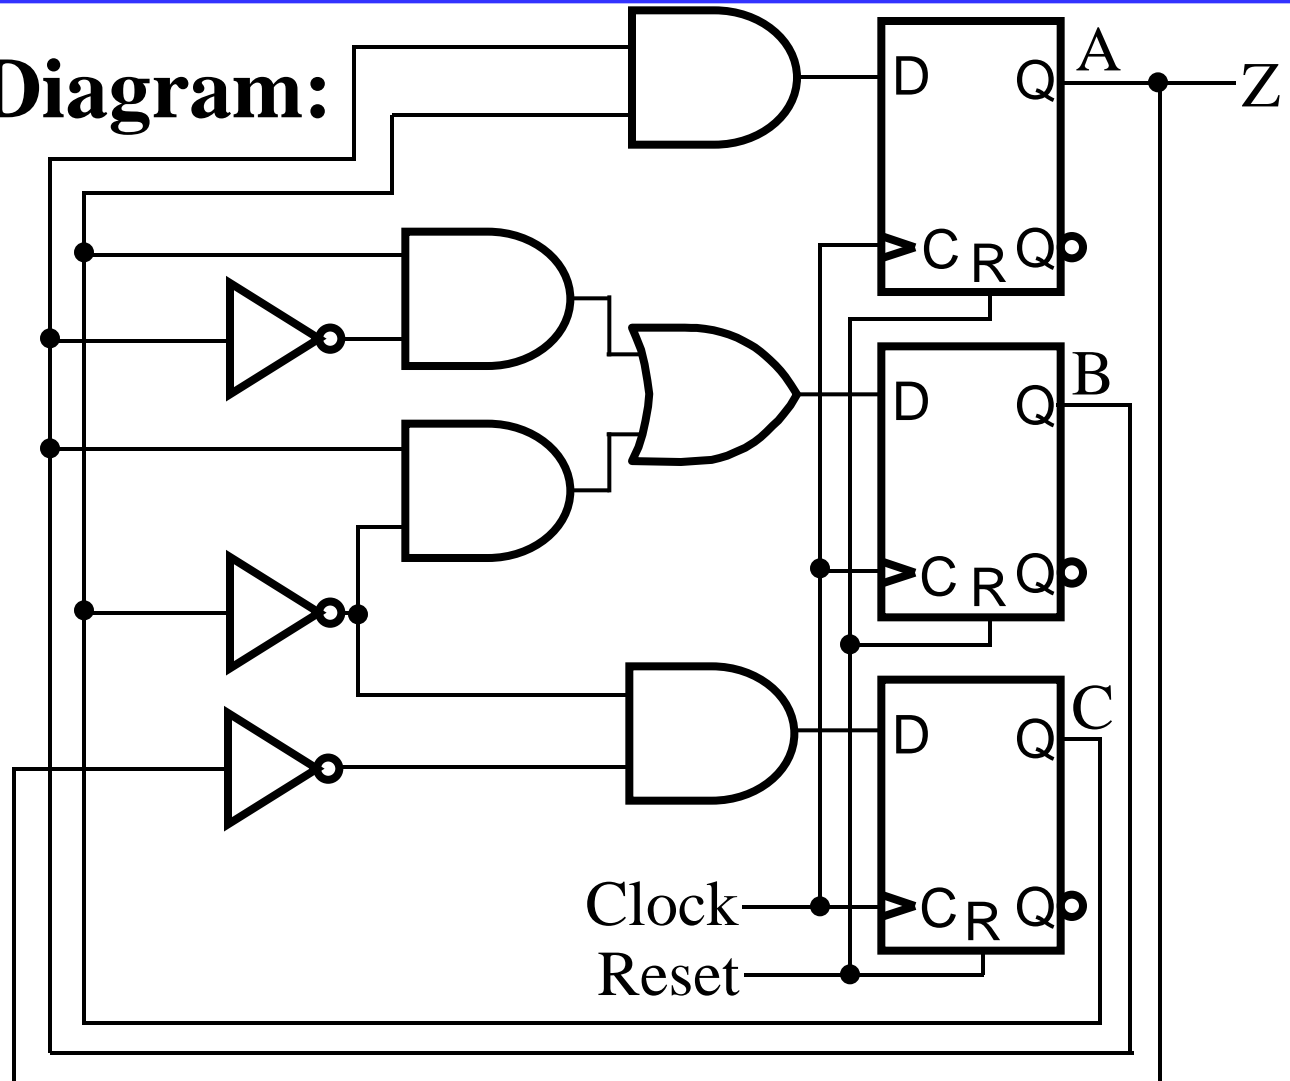 Diagram:
D Q A Z
C R Q
D Q B
C R Q
D Q C
Clock C R Q
Reset